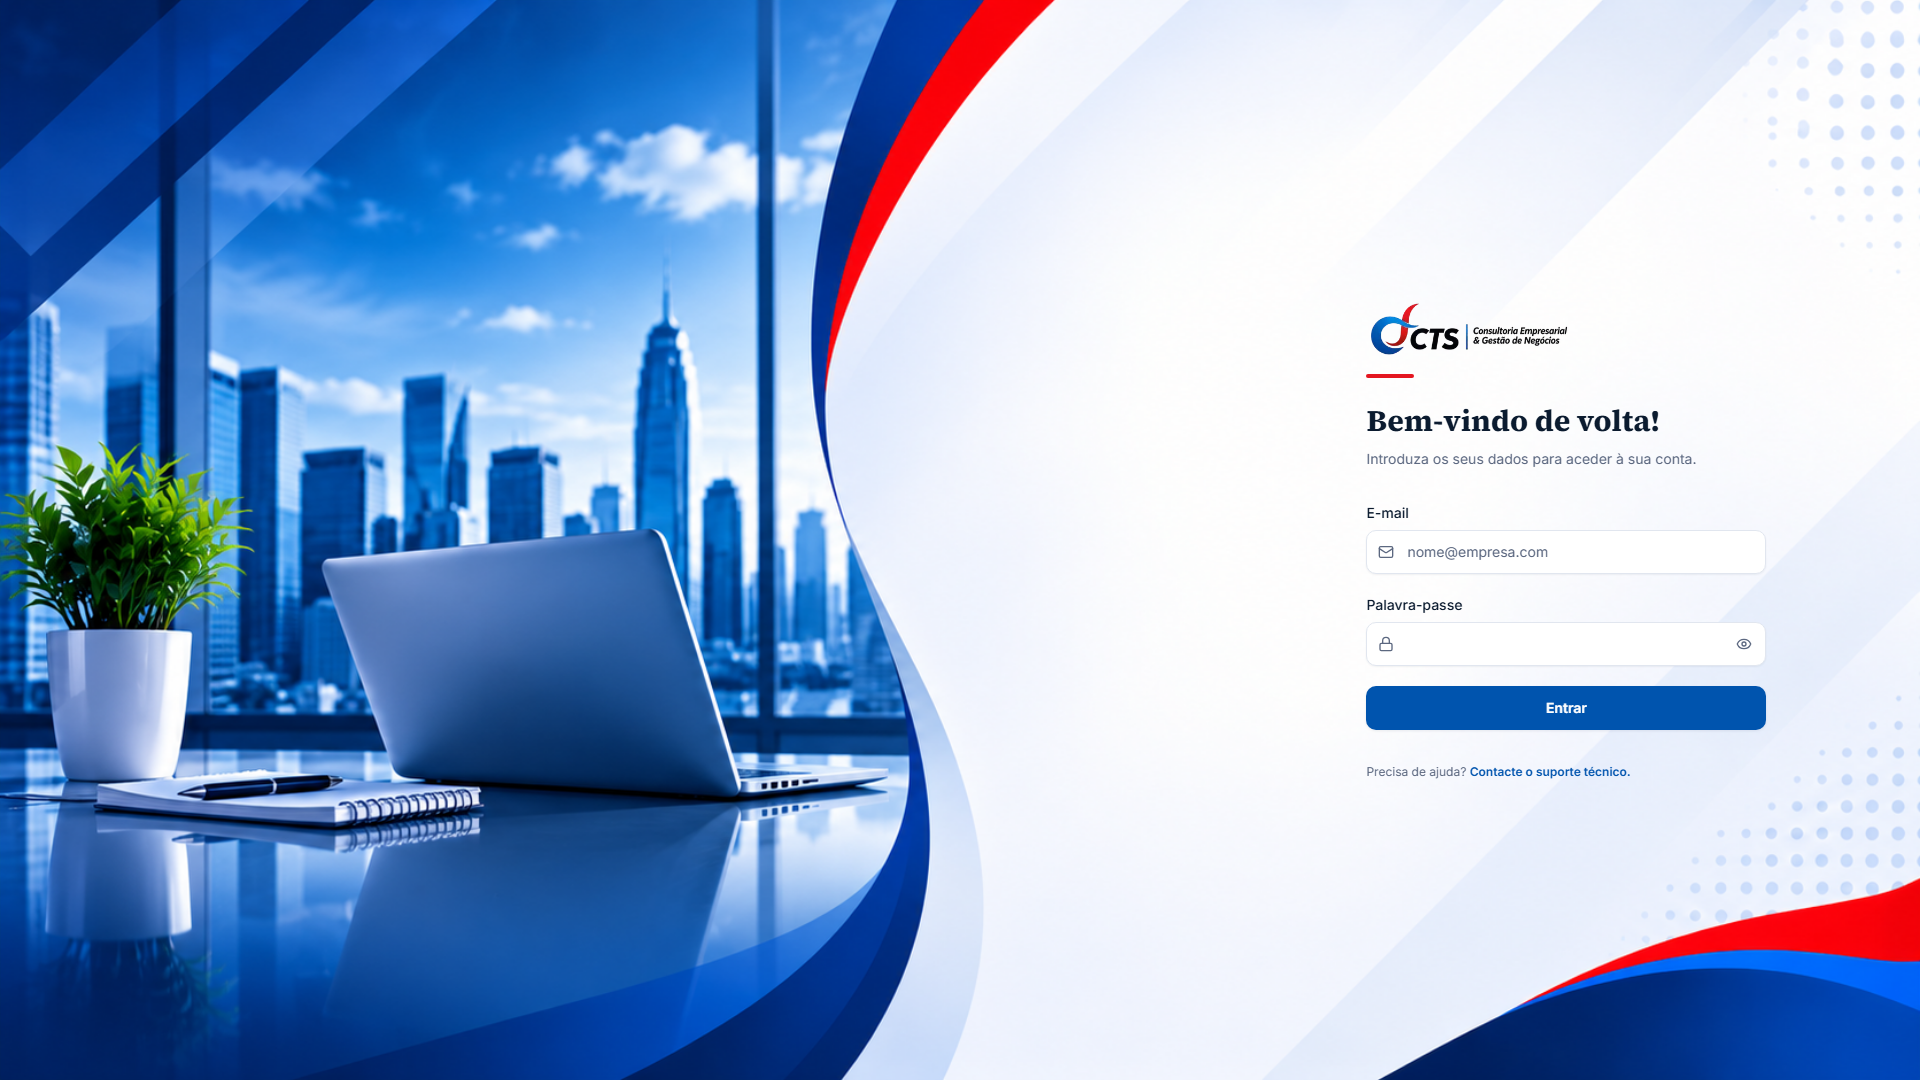 CTS
Consultoria Empresarial
& Gestão de Negócios
Bem-vindo de volta!
Introduza os seus dados para aceder à sua conta.
E-mail
nome@empresa.com
Palavra-passe
Entrar
Precisa de ajuda? Contacte o suporte técnico.